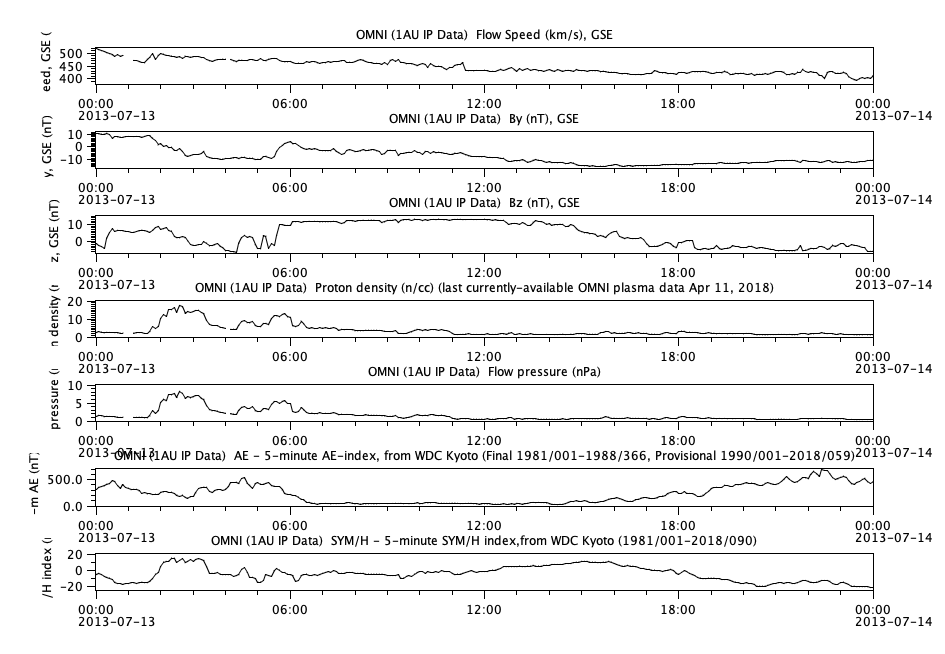 OMNI (1AU IP Data)  Flow Speed (km/s), GSE
eed, GSE (
500
450
400
00:00 06:00 12:00 18:00 00:00
2013-07-13 2013-07-14
OMNI (1AU IP Data)  By (nT), GSE
y, GSE (nT)
10
0
-10
00:00 06:00 12:00 18:00 00:00
2013-07-13 2013-07-14
OMNI (1AU IP Data)  Bz (nT), GSE
z, GSE (nT)
10
0
00:00 06:00 12:00 18:00 00:00
2013-07-13 2013-07-14
OMNI (1AU IP Data)  Proton density (n/cc) (last currently-available OMNI plasma data Apr 11, 2018)
n density (
20
10
0
00:00 06:00 12:00 18:00 00:00
2013-07-13 2013-07-14
OMNI (1AU IP Data)  Flow pressure (nPa)
pressure (
10
5
0
00:00 06:00 12:00 18:00 00:00
2013-07-13 2013-07-14
OMNI (1AU IP Data)  AE - 5-minute AE-index, from WDC Kyoto (Final 1981/001-1988/366, Provisional 1990/001-2018/059)
-m AE (nT)
500.0
0.0
00:00 06:00 12:00 18:00 00:00
2013-07-13 2013-07-14
OMNI (1AU IP Data)  SYM/H - 5-minute SYM/H index,from WDC Kyoto (1981/001-2018/090)
/H index (
20
0
-20
00:00 06:00 12:00 18:00 00:00
2013-07-13 2013-07-14